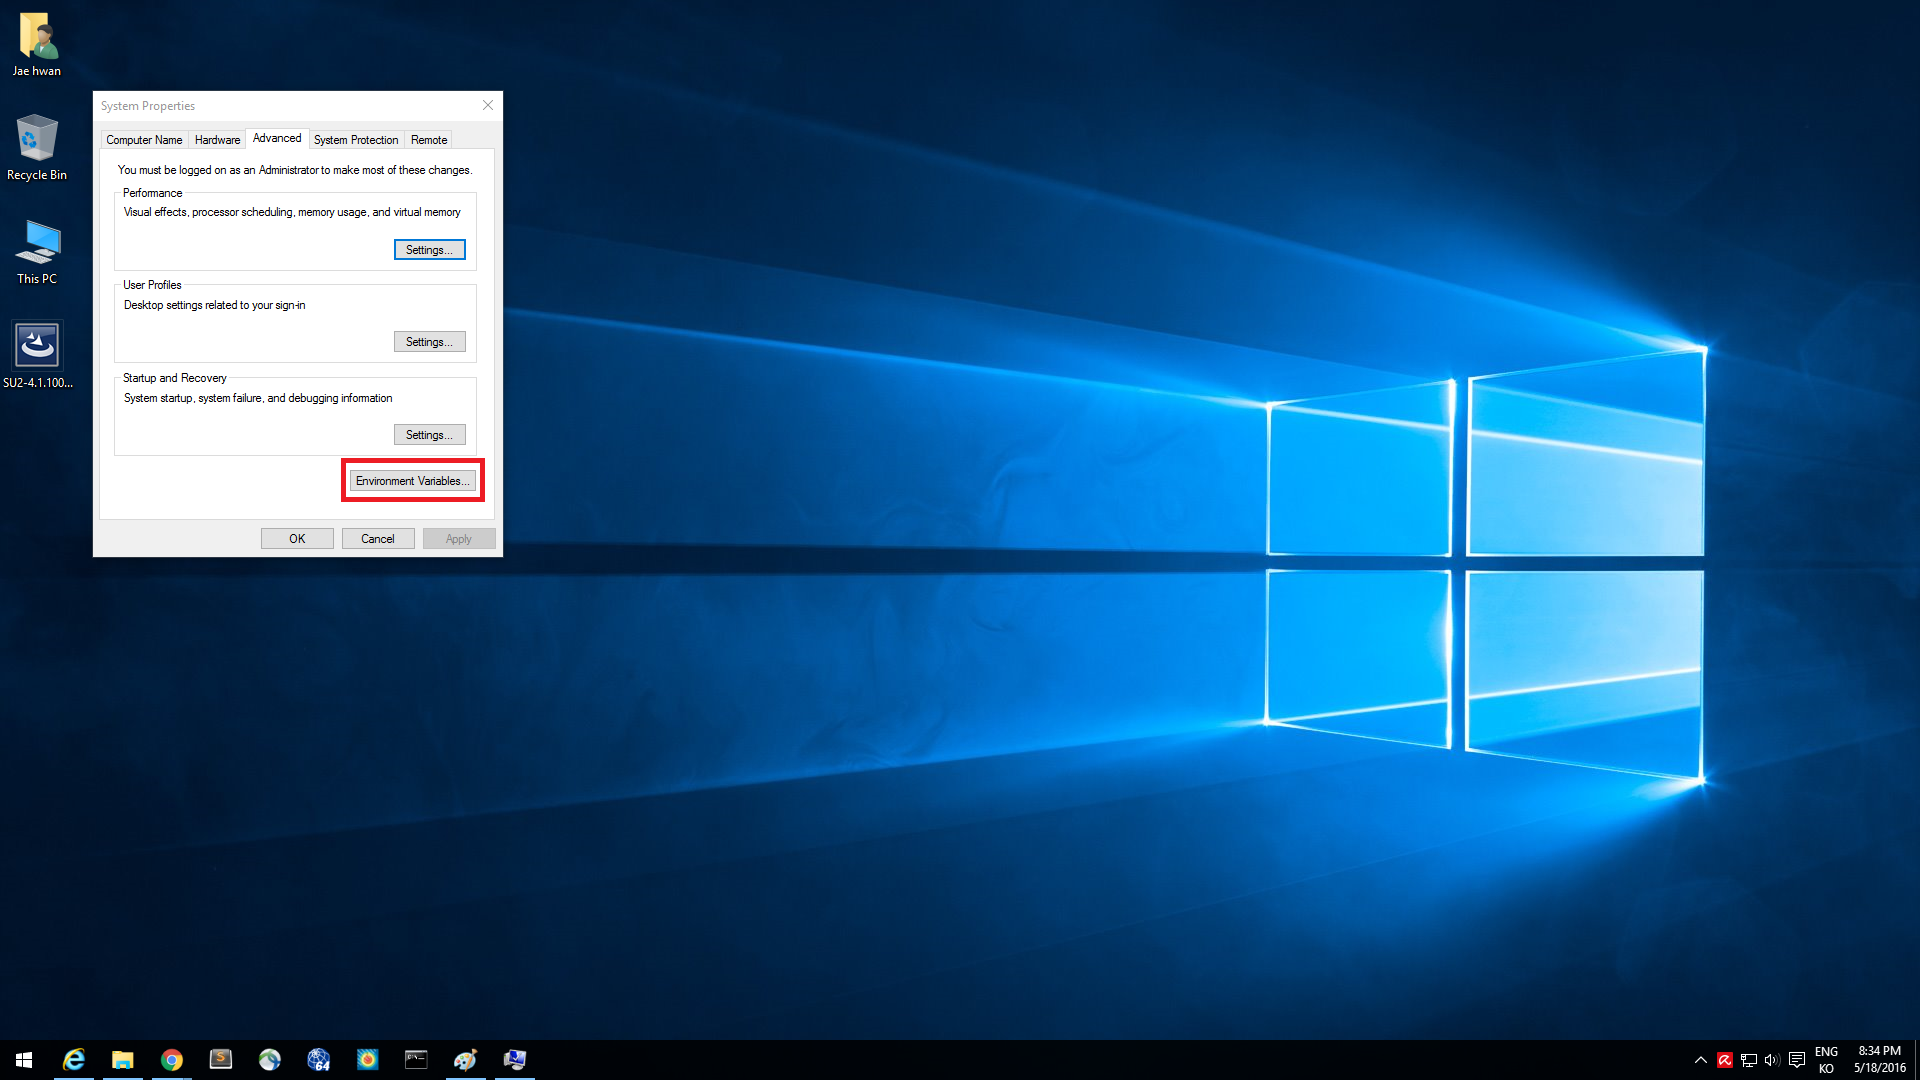 Jae hwan
Recycle Bin
This PC
SU2-4.1.100...
System Properties
Computer Name
Hardware
Advanced
System Protection
Remote
You must be logged on as an Administrator to make most of these changes.
Performance
Visual effects, processor scheduling, memory usage, and virtual memory
Settings...
User Profiles
Desktop settings related to your sign-in
Settings...
Startup and Recovery
System startup, system failure, and debugging information
Settings...
Environment Variables...
OK
Cancel
Apply
S
64
C:\_
ENG
KO
8:34 PM
5/18/2016